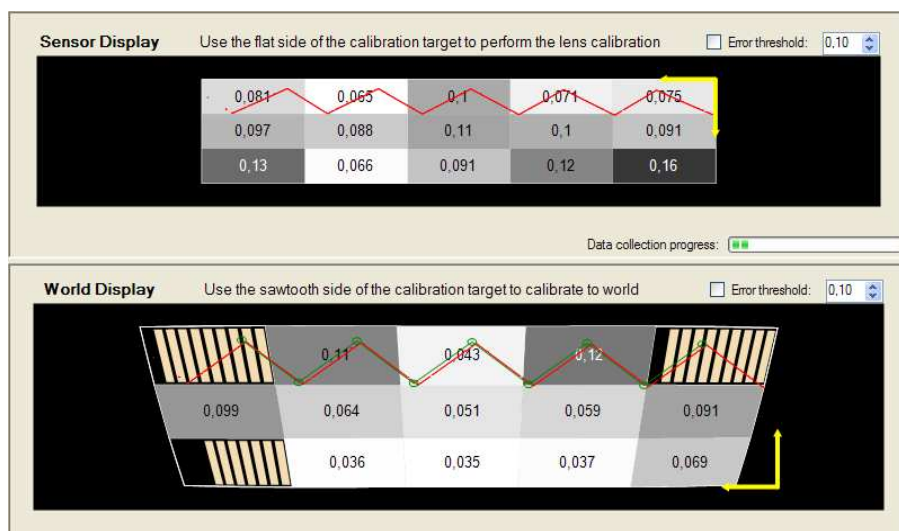 Sensor Display Use the flat side of the calibration target to perform the lens calibration Error threshold: 0,10
0,081 0,065 0,1 0,071 0,075
0,097 0,088 0,11 0,1 0,091
0,13 0,066 0,091 0,12 0,16
Data collection progress:
World Display Use the sawtooth side of the calibration target to calibrate to world Error threshold: 0,10
0,11 0,043 0,12
0,099 0,064 0,051 0,059 0,091
0,036 0,035 0,037 0,069